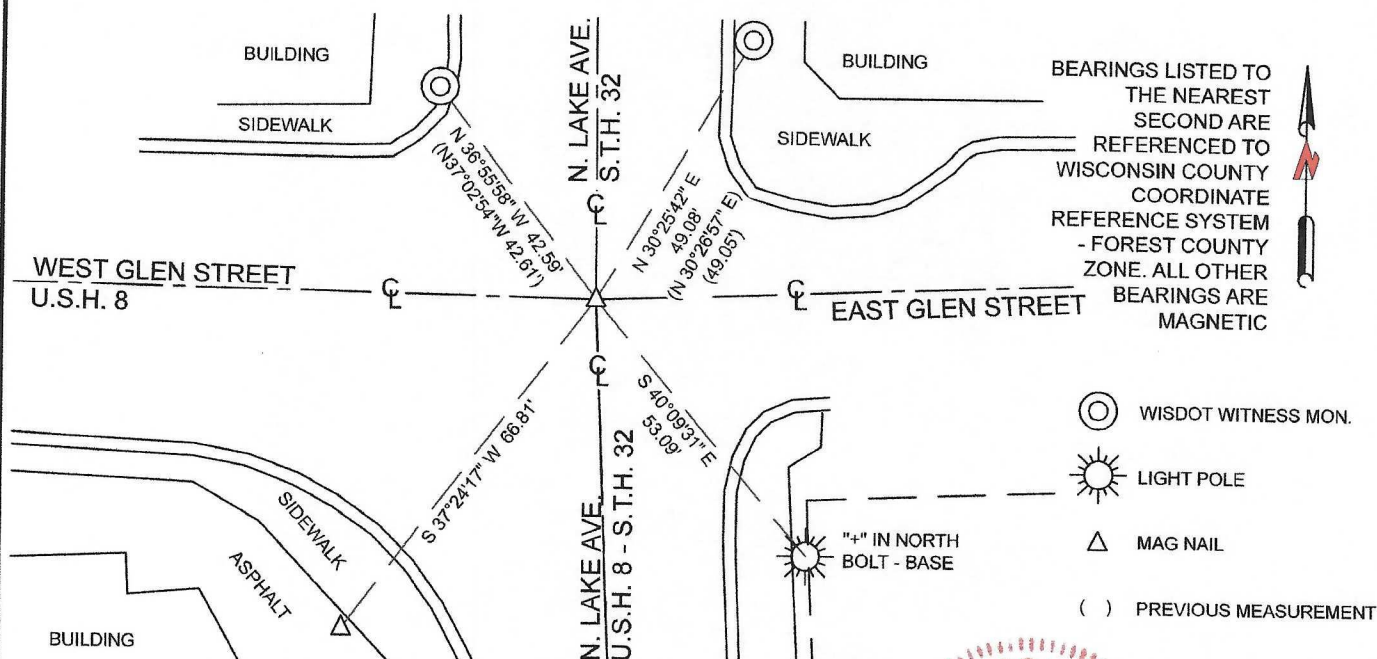 BUILDING
SIDEWALK
N. LAKE AVE.
S.T.H. 32
BUILDING
SIDEWALK
BEARINGS LISTED TO
THE NEAREST
SECOND ARE
REFERENCED TO
WISCONSIN COUNTY
COORDINATE
REFERENCE SYSTEM
- FOREST COUNTY
ZONE. ALL OTHER
BEARINGS ARE
MAGNETIC
N
N 36°55'58" W 42.59'
(N37°02'54"W 42.61')
N 30°25'42" E
49.08'
(N 30°26'57" E)
(49.05')
CL
WEST GLEN STREET
U.S.H. 8
CL
CL
EAST GLEN STREET
CL
S 37°24'17" W 66.81'
S 40°09'31" E
53.09'
N. LAKE AVE.
U.S.H. 8 - S.T.H. 32
SIDEWALK
ASPHALT
BUILDING
"+" IN NORTH
BOLT - BASE
WISDOT WITNESS MON.
LIGHT POLE
MAG NAIL
( ) PREVIOUS MEASUREMENT